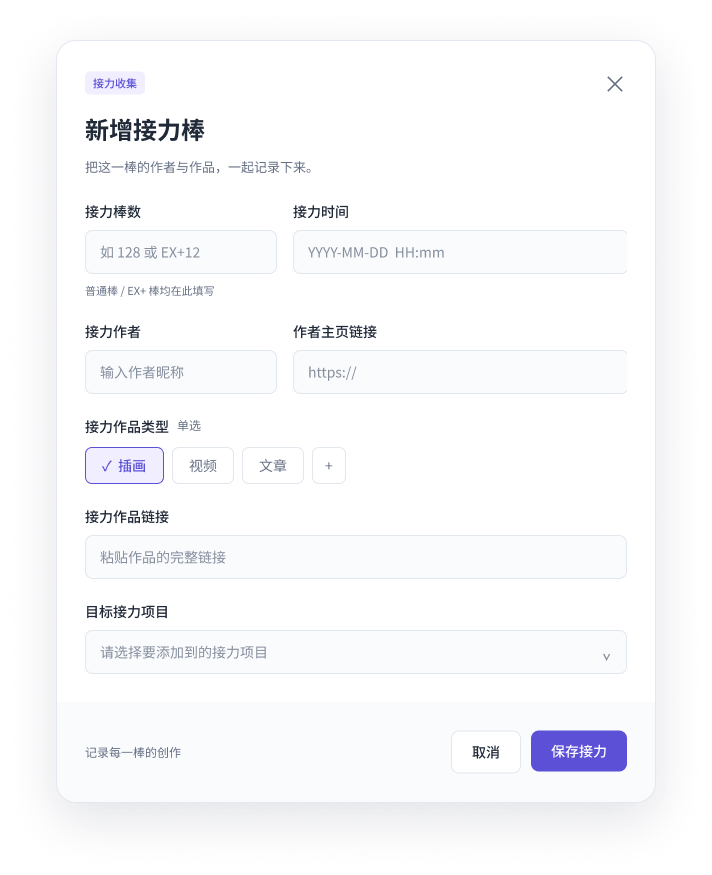 接力收集
新增接力棒
把这一棒的作者与作品，一起记录下来。
接力棒数
接力时间
如 128 或 EX+12
YYYY-MM-DD HH:mm
普通棒 / EX+ 棒均在此填写
接力作者
作者主页链接
输入作者昵称
https://
接力作品类型 单选
✓ 插画
视频
文章
+
接力作品链接
粘贴作品的完整链接
目标接力项目
请选择要添加到的接力项目
记录每一棒的创作
取消
保存接力